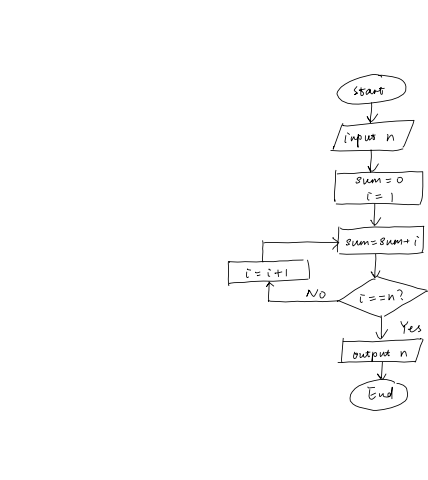 Start
input n
sum = 0
i = 1
sum = sum + i
i = i + 1
No
i == n?
Yes
output n
End